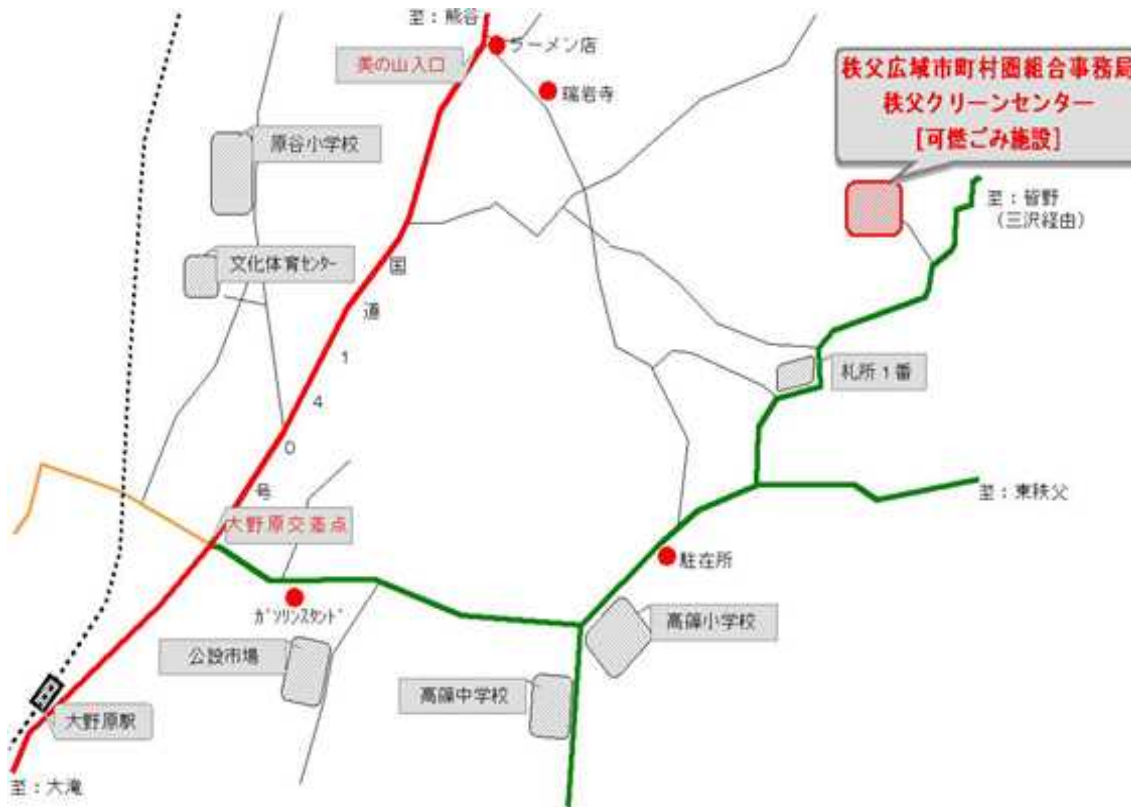 至：熊谷
ラーメン店
美の山入口
瑞岩寺
秩父広域市町村圏組合事務局
秩父クリーンセンター
[可燃ごみ施設]
原谷小学校
至：皆野
（三沢経由）
文化体育センター
国
道
1
4
0
号
札所１番
至：東秩父
大野原交差点
駐在所
ガソリンスタンド
高篠小学校
公設市場
高篠中学校
大野原駅
至：大滝